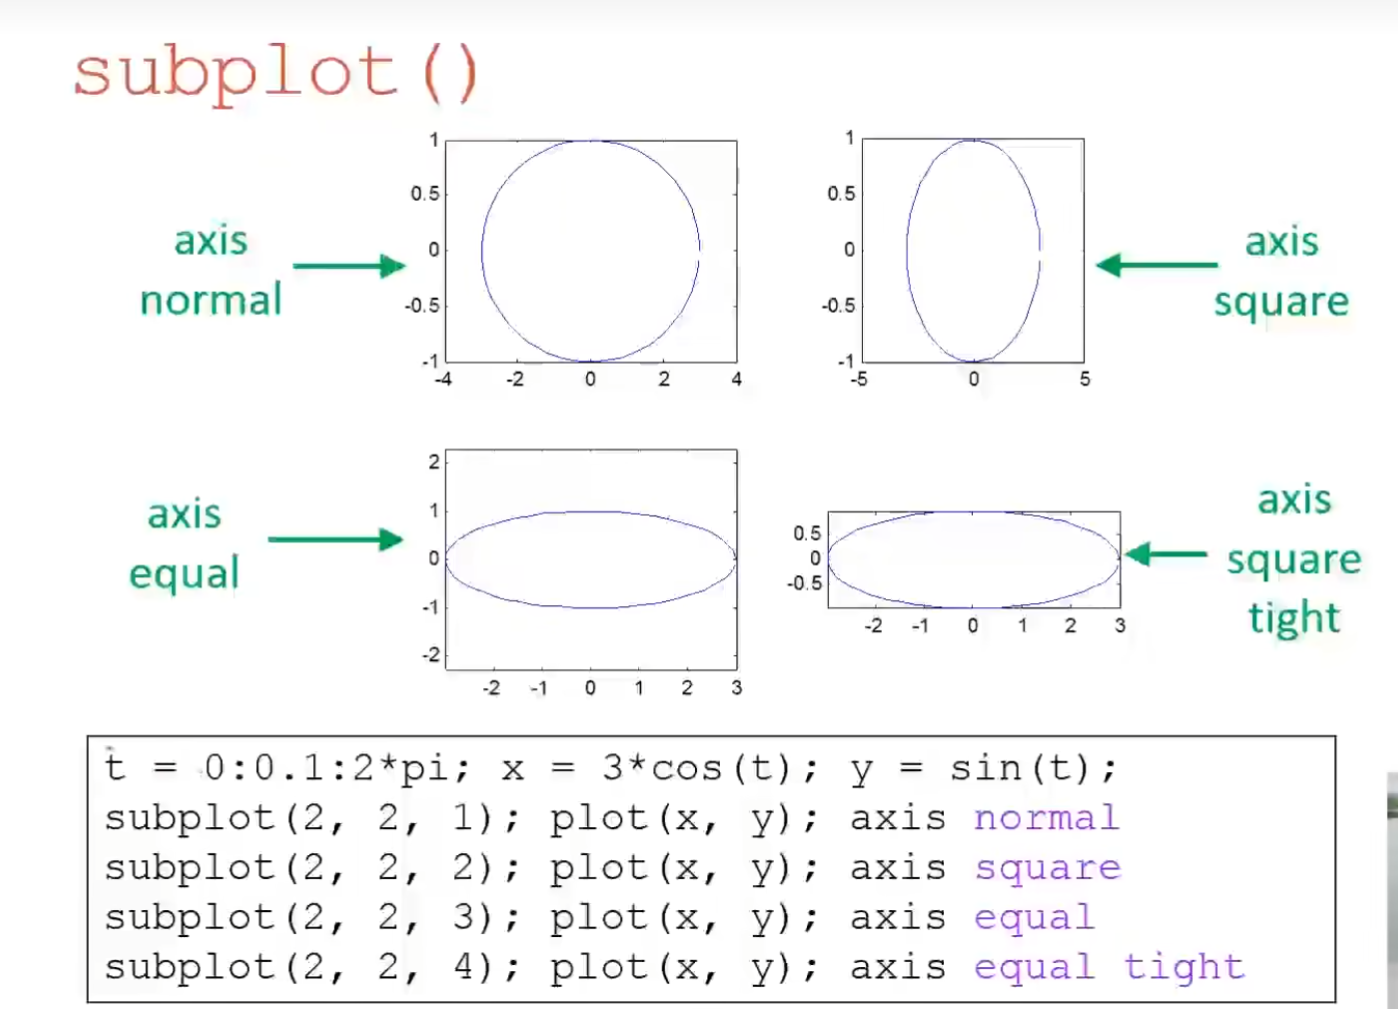 subplot()
axis
normal
1
0.5
0
-0.5
-1
-4 -2 0 2 4
1
0.5
0
-0.5
-1
-5 0 5
axis
square
axis
equal
2
1
0
-1
-2
-2 -1 0 1 2 3
0.5
0
-0.5
-2 -1 0 1 2 3
axis
square
tight
t = 0:0.1:2*pi; x = 3*cos(t); y = sin(t);
subplot(2, 2, 1); plot(x, y); axis normal
subplot(2, 2, 2); plot(x, y); axis square
subplot(2, 2, 3); plot(x, y); axis equal
subplot(2, 2, 4); plot(x, y); axis equal tight